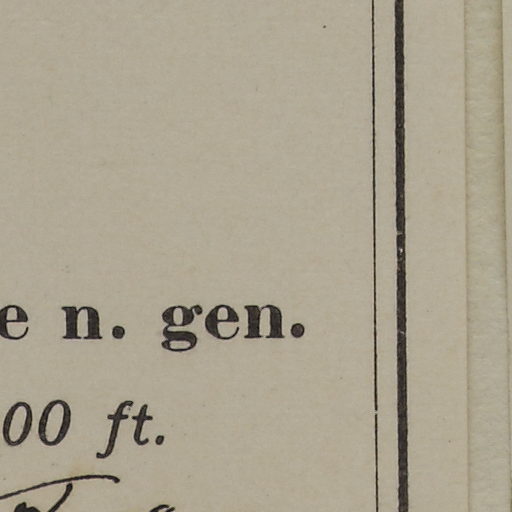 e n. gen.
00 ft.